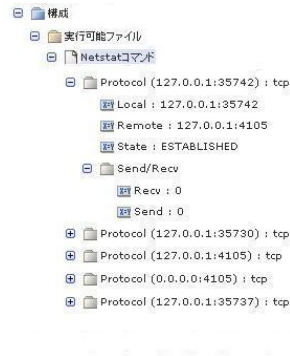 構成
実行可能ファイル
Netstatコマンド
Protocol (127.0.0.1:35742) : tcp
Local : 127.0.0.1:35742
Remote : 127.0.0.1:4105
State : ESTABLISHED
Send/Recv
Recv : 0
Send : 0
Protocol (127.0.0.1:35730) : tcp
Protocol (127.0.0.1:4105) : tcp
Protocol (0.0.0.0:4105) : tcp
Protocol (127.0.0.1:35737) : tcp